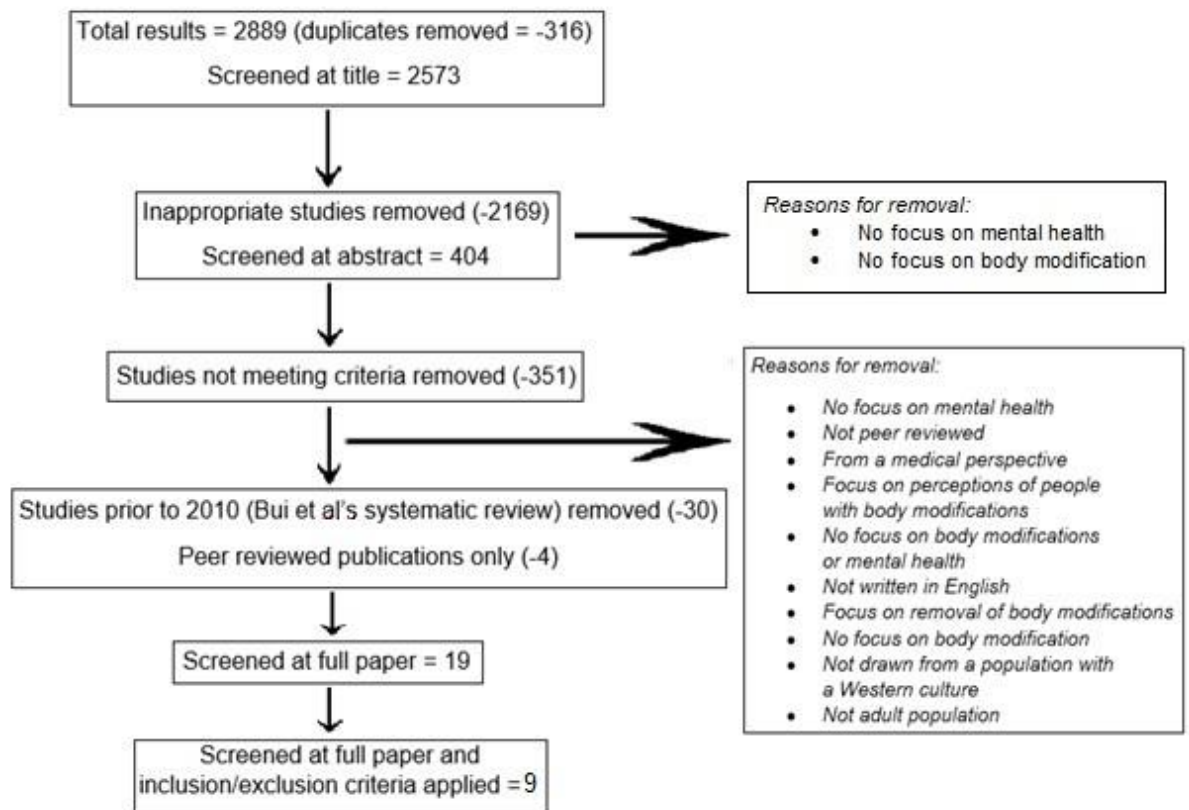 Total results = 2889 (duplicates removed = -316)
Screened at title = 2573
Inappropriate studies removed (-2169)
Screened at abstract = 404
Reasons for removal:
• No focus on mental health
• No focus on body modification
Studies not meeting criteria removed (-351)
Reasons for removal:
• No focus on mental health
• Not peer reviewed
• From a medical perspective
• Focus on perceptions of people
with body modifications
• No focus on body modifications
or mental health
• Not written in English
• Focus on removal of body modifications
• No focus on body modification
• Not drawn from a population with
a Western culture
• Not adult population
Studies prior to 2010 (Bui et al's systematic review) removed (-30)
Peer reviewed publications only (-4)
Screened at full paper = 19
Screened at full paper and
inclusion/exclusion criteria applied =9